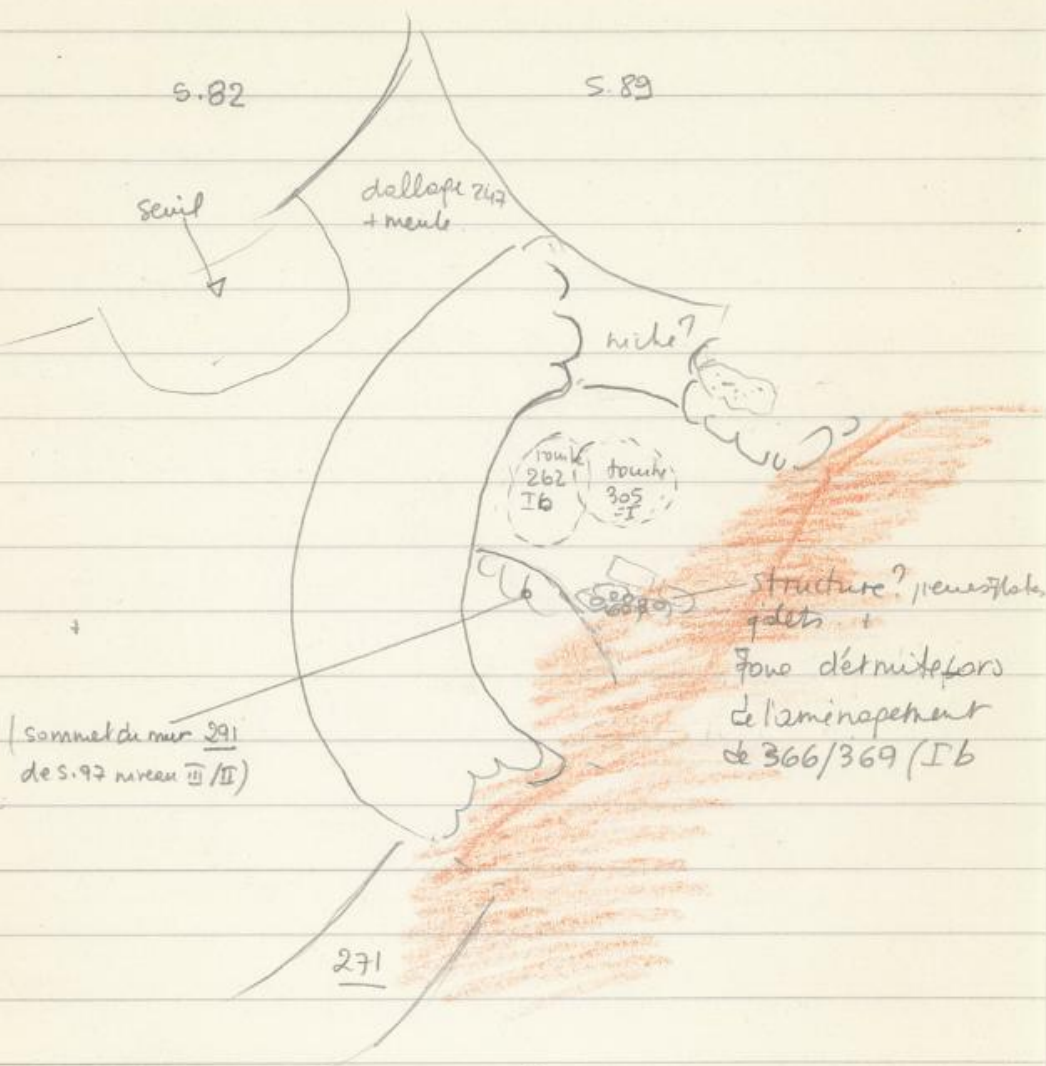 S.82
S.89
seuil
dallage 247
+ meule
niche?
tombe
262
Ib
tombe
305
=I
Structure? pierres plates
galets +
Zone détruite lors
de l'aménagement
de 366/369 (Ib
(sommet du mur 291
de S.97 niveau III/II)
271